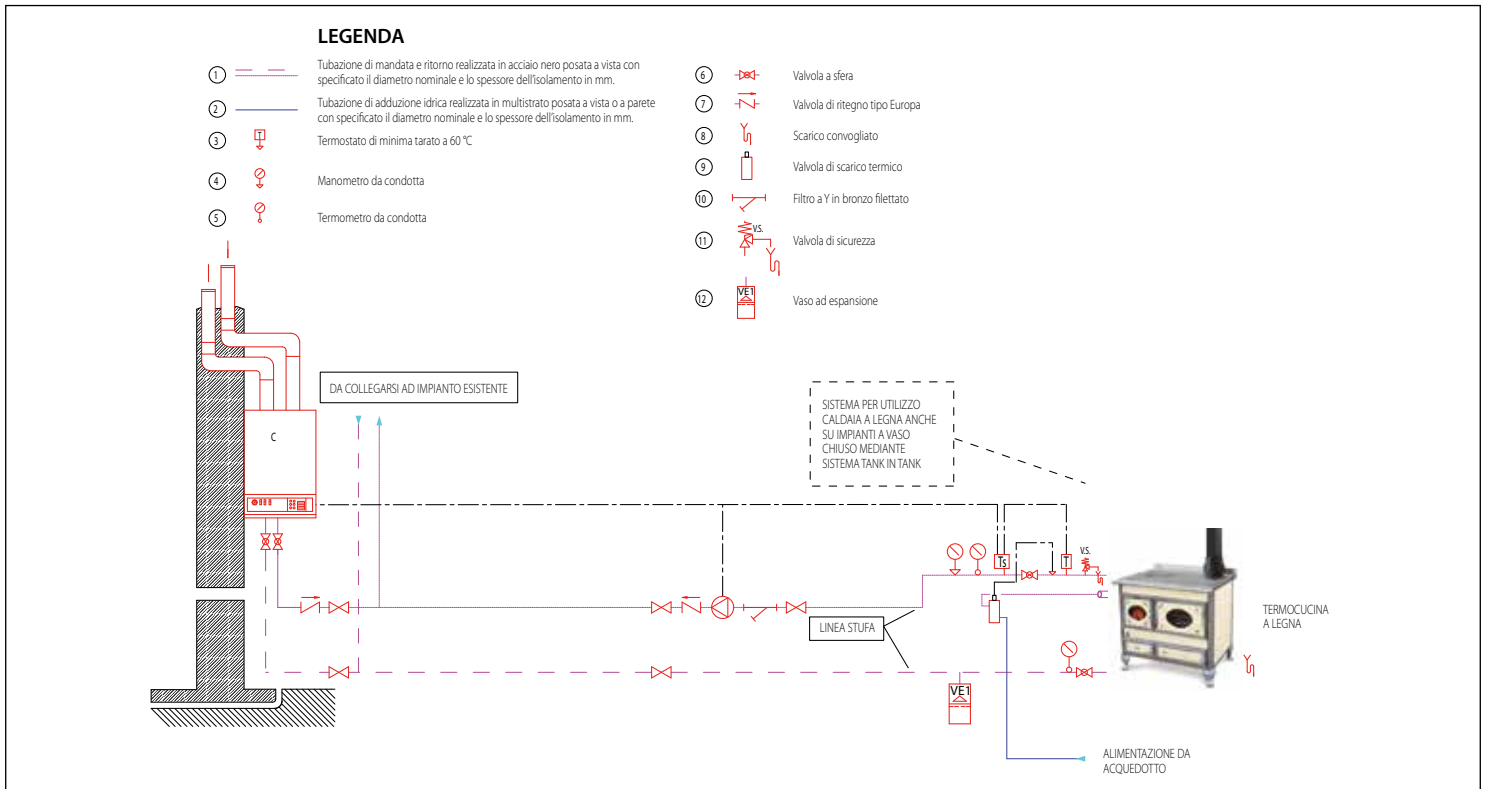 LEGENDA
1
Tubazione di mandata e ritorno realizzata in acciaio nero posata a vista con
specificato il diametro nominale e lo spessore dell'isolamento in mm.
2
Tubazione di adduzione idrica realizzata in multistrato posata a vista o a parete
con specificato il diametro nominale e lo spessore dell'isolamento in mm.
3
T
Termostato di minima tarato a 60 °C
4
Manometro da condotta
5
Termometro da condotta
6
Valvola a sfera
7
Valvola di ritegno tipo Europa
8
Scarico convogliato
9
Valvola di scarico termico
10
Filtro a Y in bronzo filettato
11
V.S.
Valvola di sicurezza
12
VE1
Vaso ad espansione
DA COLLEGARSI AD IMPIANTO ESISTENTE
C
SISTEMA PER UTILIZZO
CALDAIA A LEGNA ANCHE
SU IMPIANTI A VASO
CHIUSO MEDIANTE
SISTEMA TANK IN TANK
Ts
T
V.S.
LINEA STUFA
TERMOCUCINA
A LEGNA
VE1
ALIMENTAZIONE DA
ACQUEDOTTO